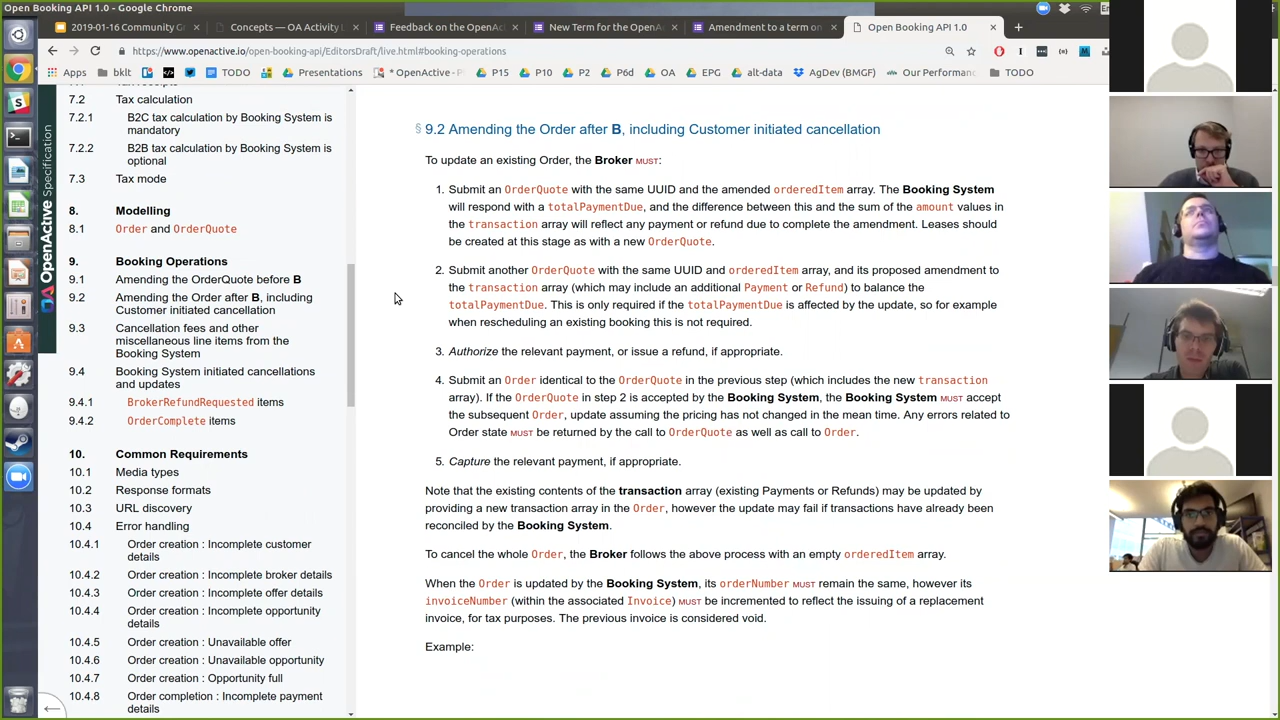 Open Booking API 1.0 - Google Chrome
2019-01-16 Community Gr
Concepts — OA Activity L
Feedback on the OpenAc
New Term for the OpenA
Amendment to a term on
Open Booking API 1.0
https://www.openactive.io/open-booking-api/EditorsDraft/live.html#booking-operations
Apps
bklt
TODO
Presentations
* OpenActive - P
P15
P10
P2
P6d
OA
EPG
alt-data
AgDev (BMGF)
Our Performan
TODO
OpenActive Specification
7.2 Tax calculation
7.2.1 B2C tax calculation by Booking System is
mandatory
7.2.2 B2B tax calculation by Booking System is
optional
7.3 Tax mode
8. Modelling
8.1 Order and OrderQuote
9. Booking Operations
9.1 Amending the OrderQuote before B
9.2 Amending the Order after B, including
Customer initiated cancellation
9.3 Cancellation fees and other
miscellaneous line items from the
Booking System
9.4 Booking System initiated cancellations
and updates
9.4.1 BrokerRefundRequested items
9.4.2 OrderComplete items
10. Common Requirements
10.1 Media types
10.2 Response formats
10.3 URL discovery
10.4 Error handling
10.4.1 Order creation : Incomplete customer
details
10.4.2 Order creation : Incomplete broker details
10.4.3 Order creation : Incomplete offer details
10.4.4 Order creation : Incomplete opportunity
details
10.4.5 Order creation : Unavailable offer
10.4.6 Order creation : Unavailable opportunity
10.4.7 Order creation : Opportunity full
10.4.8 Order completion : Incomplete payment
details
§ 9.2 Amending the Order after B, including Customer initiated cancellation
To update an existing Order, the Broker MUST:
1. Submit an OrderQuote with the same UUID and the amended orderedItem array. The Booking System
will respond with a totalPaymentDue, and the difference between this and the sum of the amount values in
the transaction array will reflect any payment or refund due to complete the amendment. Leases should
be created at this stage as with a new OrderQuote.
2. Submit another OrderQuote with the same UUID and orderedItem array, and its proposed amendment to
the transaction array (which may include an additional Payment or Refund) to balance the
totalPaymentDue. This is only required if the totalPaymentDue is affected by the update, so for example
when rescheduling an existing booking this is not required.
3. Authorize the relevant payment, or issue a refund, if appropriate.
4. Submit an Order identical to the OrderQuote in the previous step (which includes the new transaction
array). If the OrderQuote in step 2 is accepted by the Booking System, the Booking System MUST accept
the subsequent Order, update assuming the pricing has not changed in the mean time. Any errors related to
Order state MUST be returned by the call to OrderQuote as well as call to Order.
5. Capture the relevant payment, if appropriate.
Note that the existing contents of the transaction array (existing Payments or Refunds) may be updated by
providing a new transaction array in the Order, however the update may fail if transactions have already been
reconciled by the Booking System.
To cancel the whole Order, the Broker follows the above process with an empty orderedItem array.
When the Order is updated by the Booking System, its orderNumber MUST remain the same, however its
invoiceNumber (within the associated Invoice) MUST be incremented to reflect the issuing of a replacement
invoice, for tax purposes. The previous invoice is considered void.
Example: